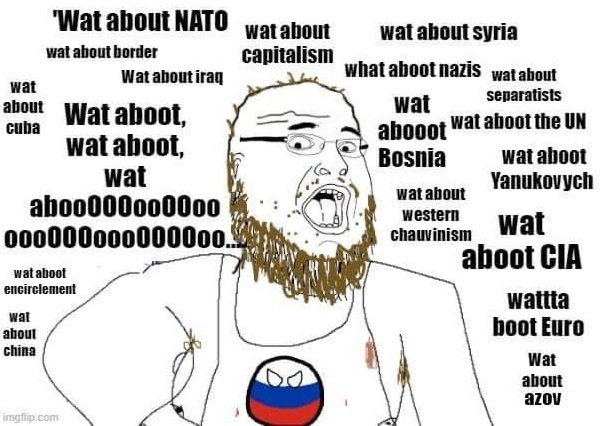 'Wat about NATO
wat about border
Wat about iraq
wat
about
cuba
Wat aboot,
wat aboot,
wat
abooOOOooOOoo
oooOOOoooOOOOoo....
wat aboot
encirclement
wat
about
china
wat about
capitalism
wat about syria
what aboot nazis
wat about
separatists
wat
abooot
Bosnia
wat aboot the UN
wat aboot
Yanukovych
wat about
western
chauvinism
wat
aboot CIA
wattta
boot Euro
Wat
about
azov
imgflip.com